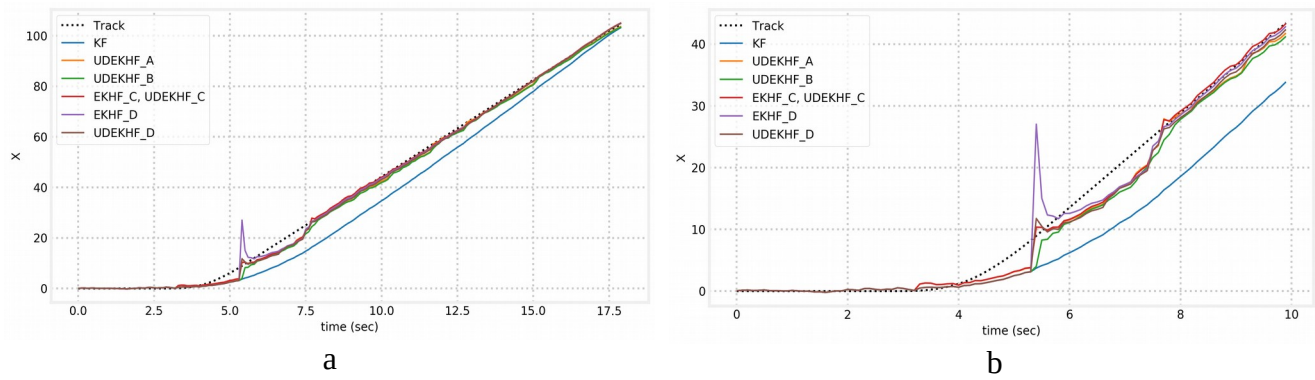 Track
KF
UDEKHF_A
UDEKHF_B
EKHF_C, UDEKHF_C
EKHF_D
UDEKHF_D
100
80
60
40
20
0
X
0.0 2.5 5.0 7.5 10.0 12.5 15.0 17.5
time (sec)
a
Track
KF
UDEKHF_A
UDEKHF_B
EKHF_C, UDEKHF_C
EKHF_D
UDEKHF_D
40
30
20
10
0
X
0 2 4 6 8 10
time (sec)
b